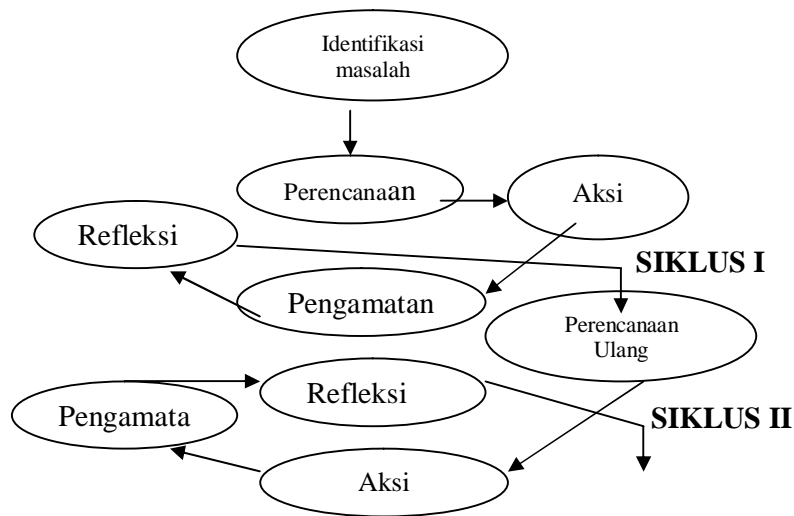 Identifikasi
masalah
Perencanaan
Aksi
Refleksi
SIKLUS I
Pengamatan
Perencanaan
Ulang
Refleksi
Pengamata
SIKLUS II
Aksi